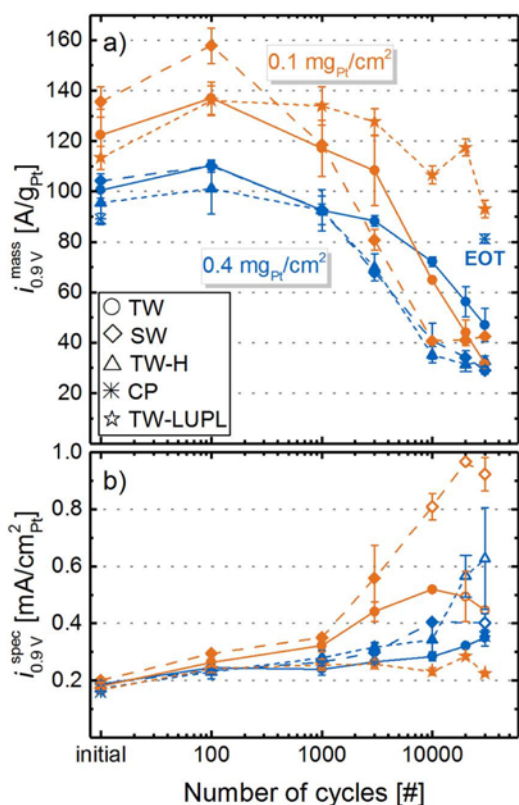 a)
0.1 mgPt/cm²
160
140
120
100
80
60
40
20
0
i0.9 V^mass [A/gPt]
0.4 mgPt/cm²
EOT
TW
SW
TW-H
CP
TW-LUPL
b)
1.0
0.8
0.6
0.4
0.2
i0.9 V^spec [mA/cm²Pt]
initial 100 1000 10000
Number of cycles [#]